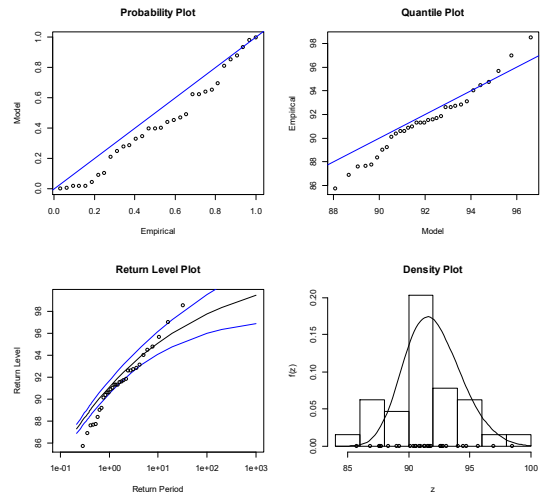 Probability Plot
Model
0.0 0.2 0.4 0.6 0.8 1.0
0.0 0.2 0.4 0.6 0.8 1.0
Empirical
Quantile Plot
Empirical
86 88 90 92 94 96 98
88 90 92 94 96
Model
Return Level Plot
Return Level
86 88 90 92 94 96 98
1e-01 1e+00 1e+01 1e+02 1e+03
Return Period
Density Plot
f(z)
0.00 0.05 0.10 0.15 0.20
85 90 95 100
z